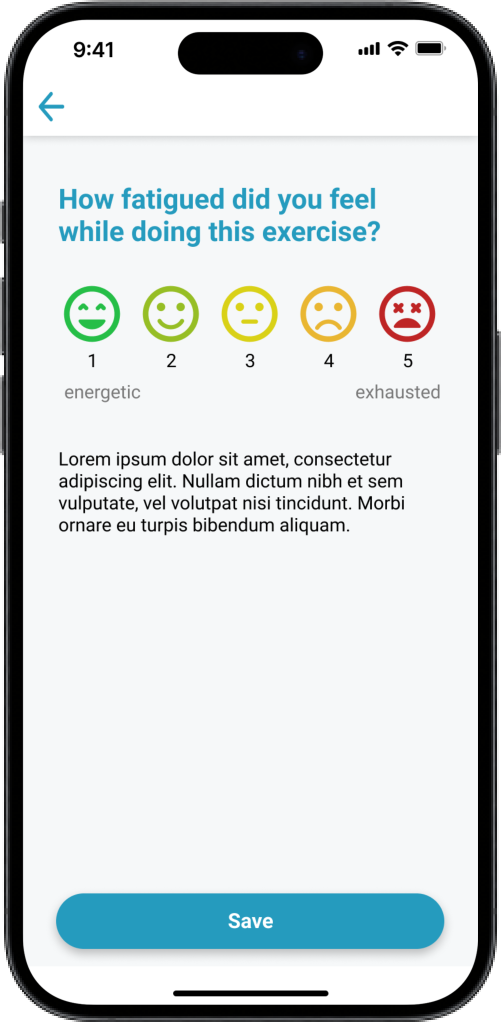 9:41
How fatigued did you feel
while doing this exercise?
1 2 3 4 5
energetic exhausted
Lorem ipsum dolor sit amet, consectetur
adipiscing elit. Nullam dictum nibh et sem
vulputate, vel volutpat nisi tincidunt. Morbi
ornare eu turpis bibendum aliquam.
Save